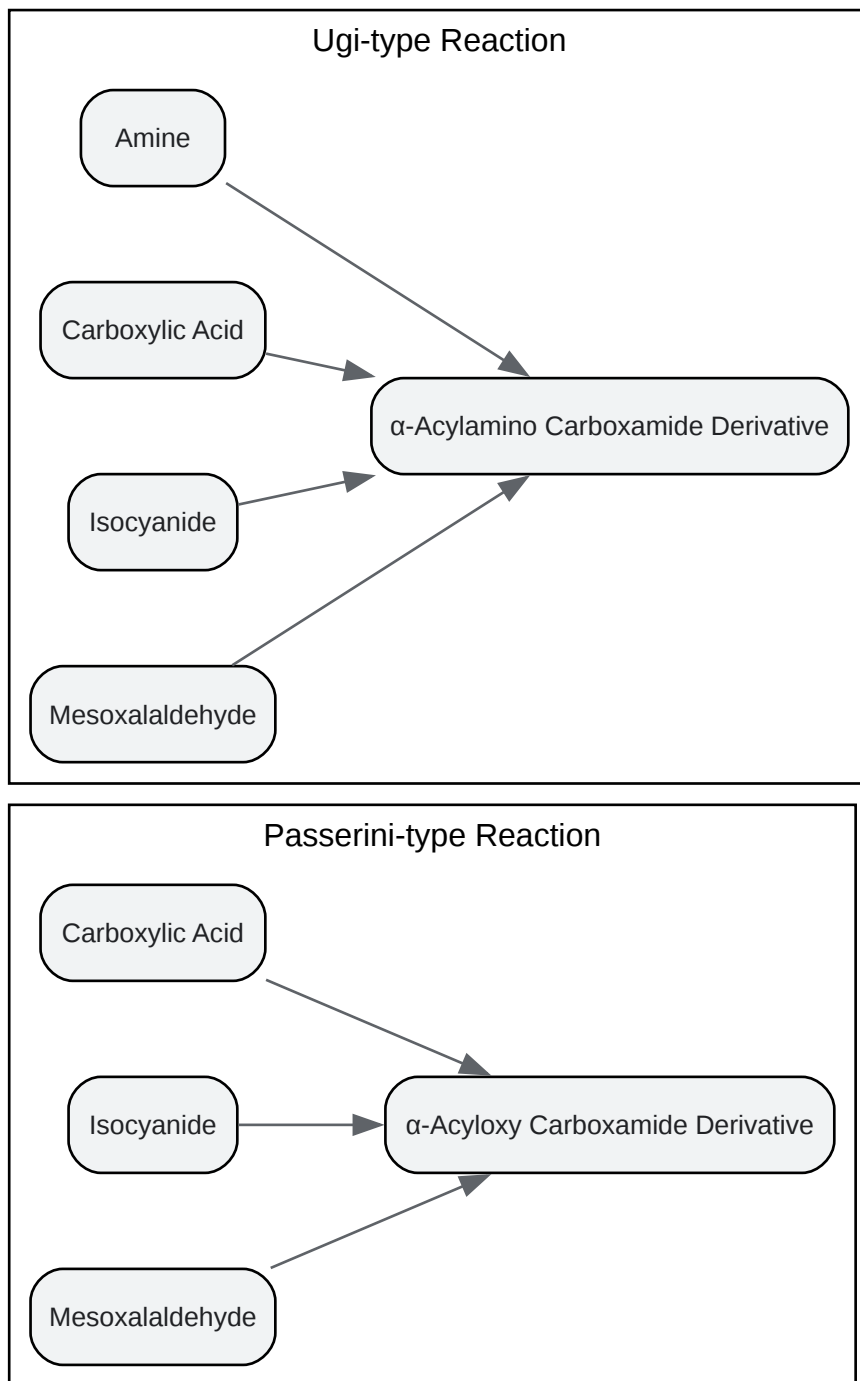 Ugi-type Reaction
Amine
Carboxylic Acid
α-Acylamino Carboxamide Derivative
Isocyanide
Mesoxalaldehyde
Passerini-type Reaction
Carboxylic Acid
Isocyanide
α-Acyloxy Carboxamide Derivative
Mesoxalaldehyde